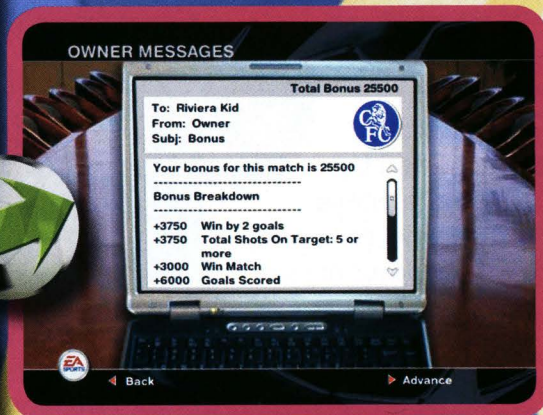 OWNER MESSAGES
Total Bonus 25500
To: Riviera Kid
From: Owner
Subj: Bonus
CFC
Your bonus for this match is 25500
------------------------------
Bonus Breakdown
------------------------------
+3750 Win by 2 goals
+3750 Total Shots On Target: 5 or
more
+3000 Win Match
+6000 Goals Scored
EA
SPORTS
Back
Advance